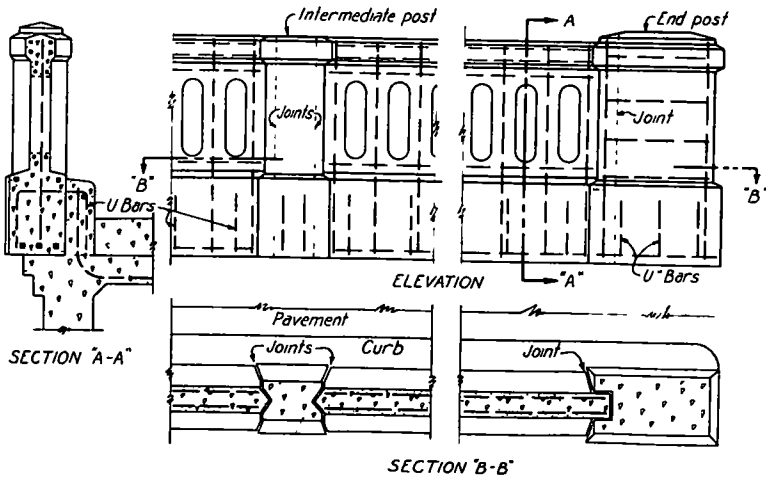 Intermediate post
A
End post
Joints
Joint
"B"
"B"
U Bars
U" Bars
ELEVATION
"A"
Pavement
SECTION "A-A"
Joints
Curb
Joint
SECTION "B-B"